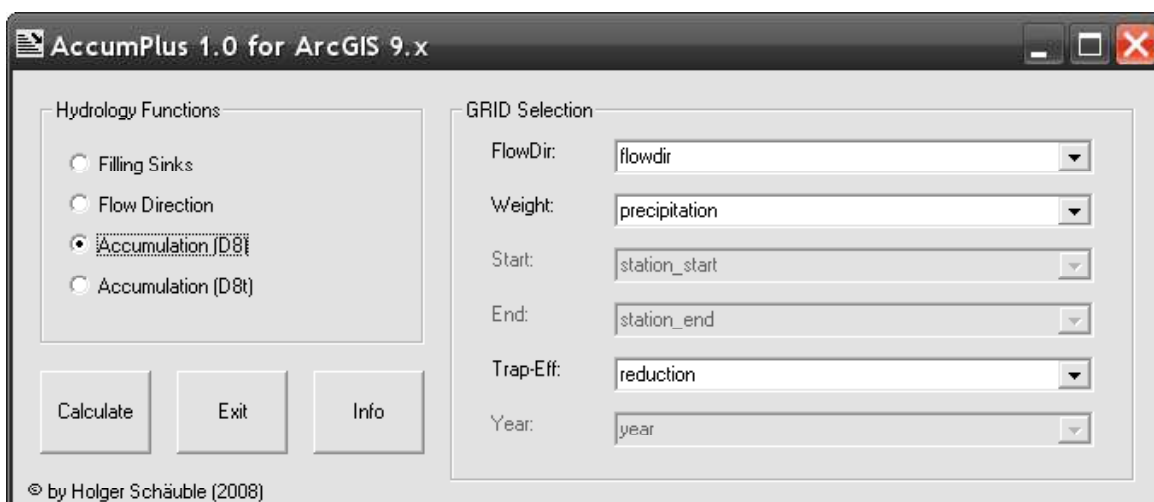 AccumPlus 1.0 for ArcGIS 9.x
Hydrology Functions
Filling Sinks
Flow Direction
Accumulation (D8)
Accumulation (D8t)
Calculate
Exit
Info
© by Holger Schäuble (2008)
GRID Selection
FlowDir: flowdir
Weight: precipitation
Start: station_start
End: station_end
Trap-Eff: reduction
Year: year